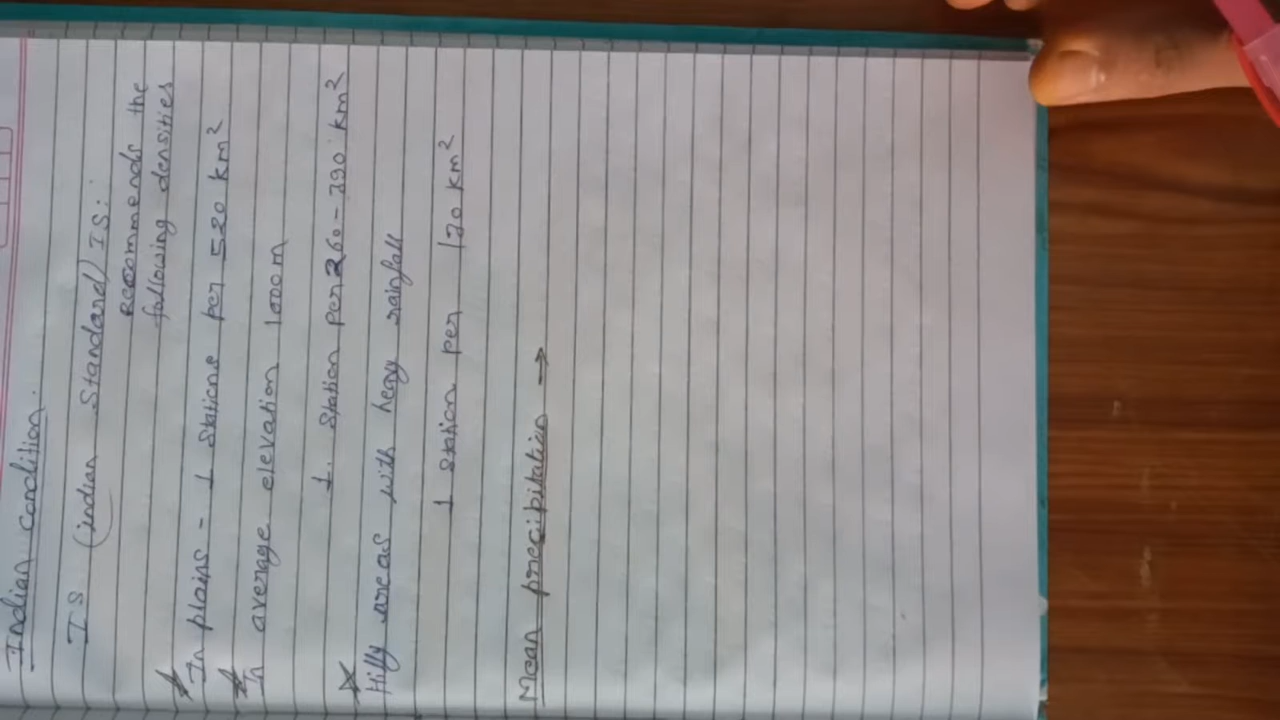 Indian condition.
IS (indian Standard) IS:
recommends the
following densities
In plains - 1 stations per 520 km²
In average elevation 1000m
1. station per 260-390 km²
Hilly areas with heavy rainfall
1 station per 130 km²
Mean precipitation →